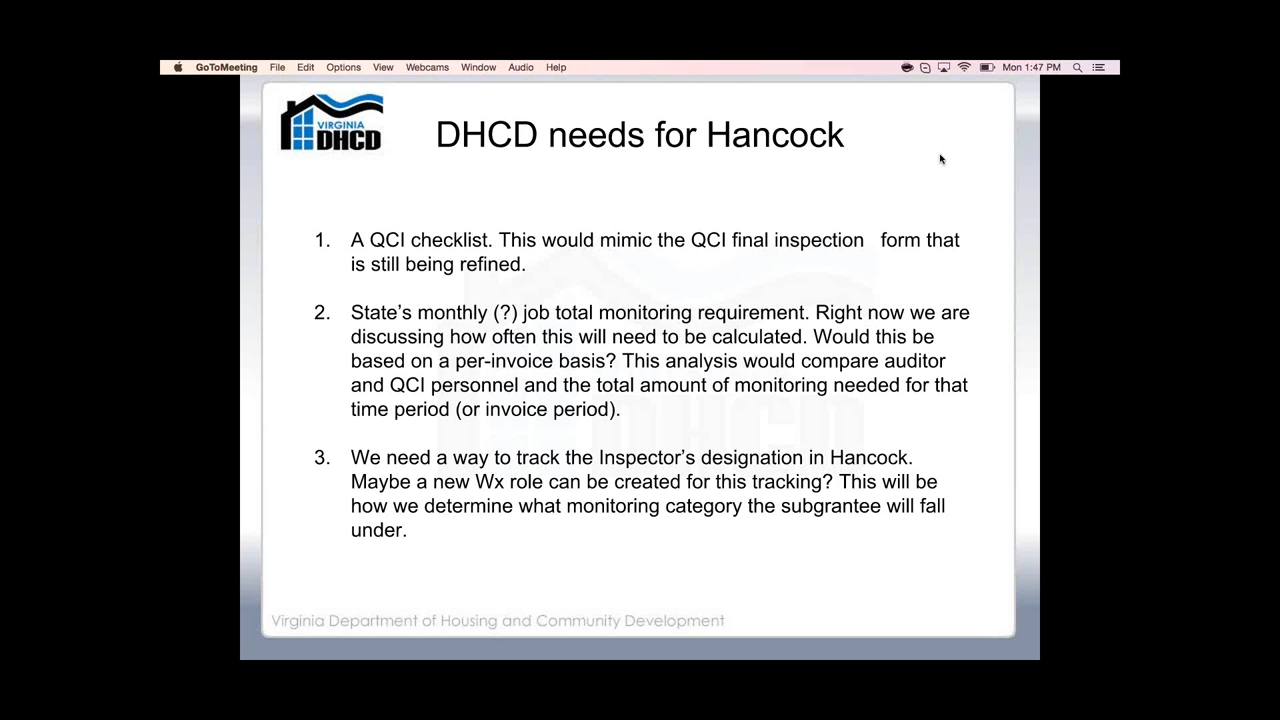 GoToMeeting File Edit Options View Webcams Window Audio Help Mon 1:47 PM
VIRGINIA
DHCD
DHCD needs for Hancock
1. A QCI checklist. This would mimic the QCI final inspection form that
is still being refined.
2. State's monthly (?) job total monitoring requirement. Right now we are
discussing how often this will need to be calculated. Would this be
based on a per-invoice basis? This analysis would compare auditor
and QCI personnel and the total amount of monitoring needed for that
time period (or invoice period).
3. We need a way to track the Inspector's designation in Hancock.
Maybe a new Wx role can be created for this tracking? This will be
how we determine what monitoring category the subgrantee will fall
under.
Virginia Department of Housing and Community Development